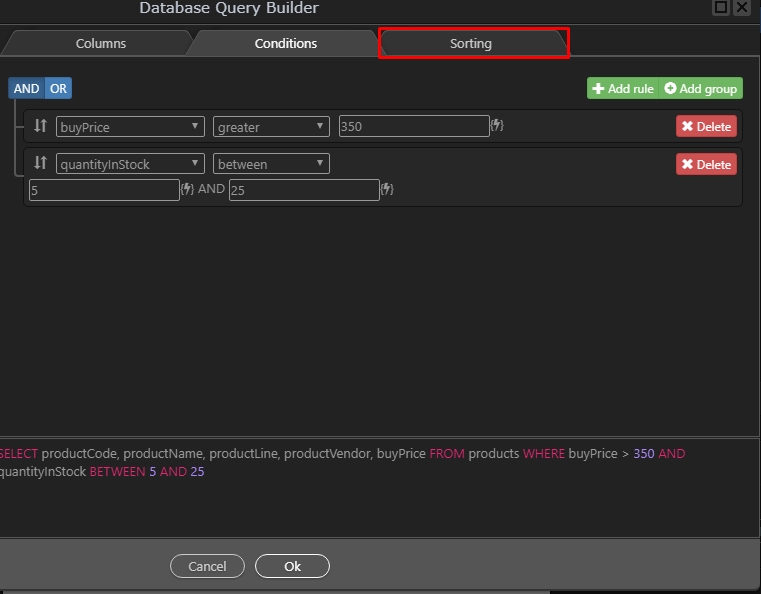 Database Query Builder
Columns Conditions Sorting
AND OR Add rule Add group
buyPrice greater 350 Delete
quantityInStock between Delete
5 AND 25
SELECT productCode, productName, productLine, productVendor, buyPrice FROM products WHERE buyPrice > 350 AND
quantityInStock BETWEEN 5 AND 25
Cancel Ok